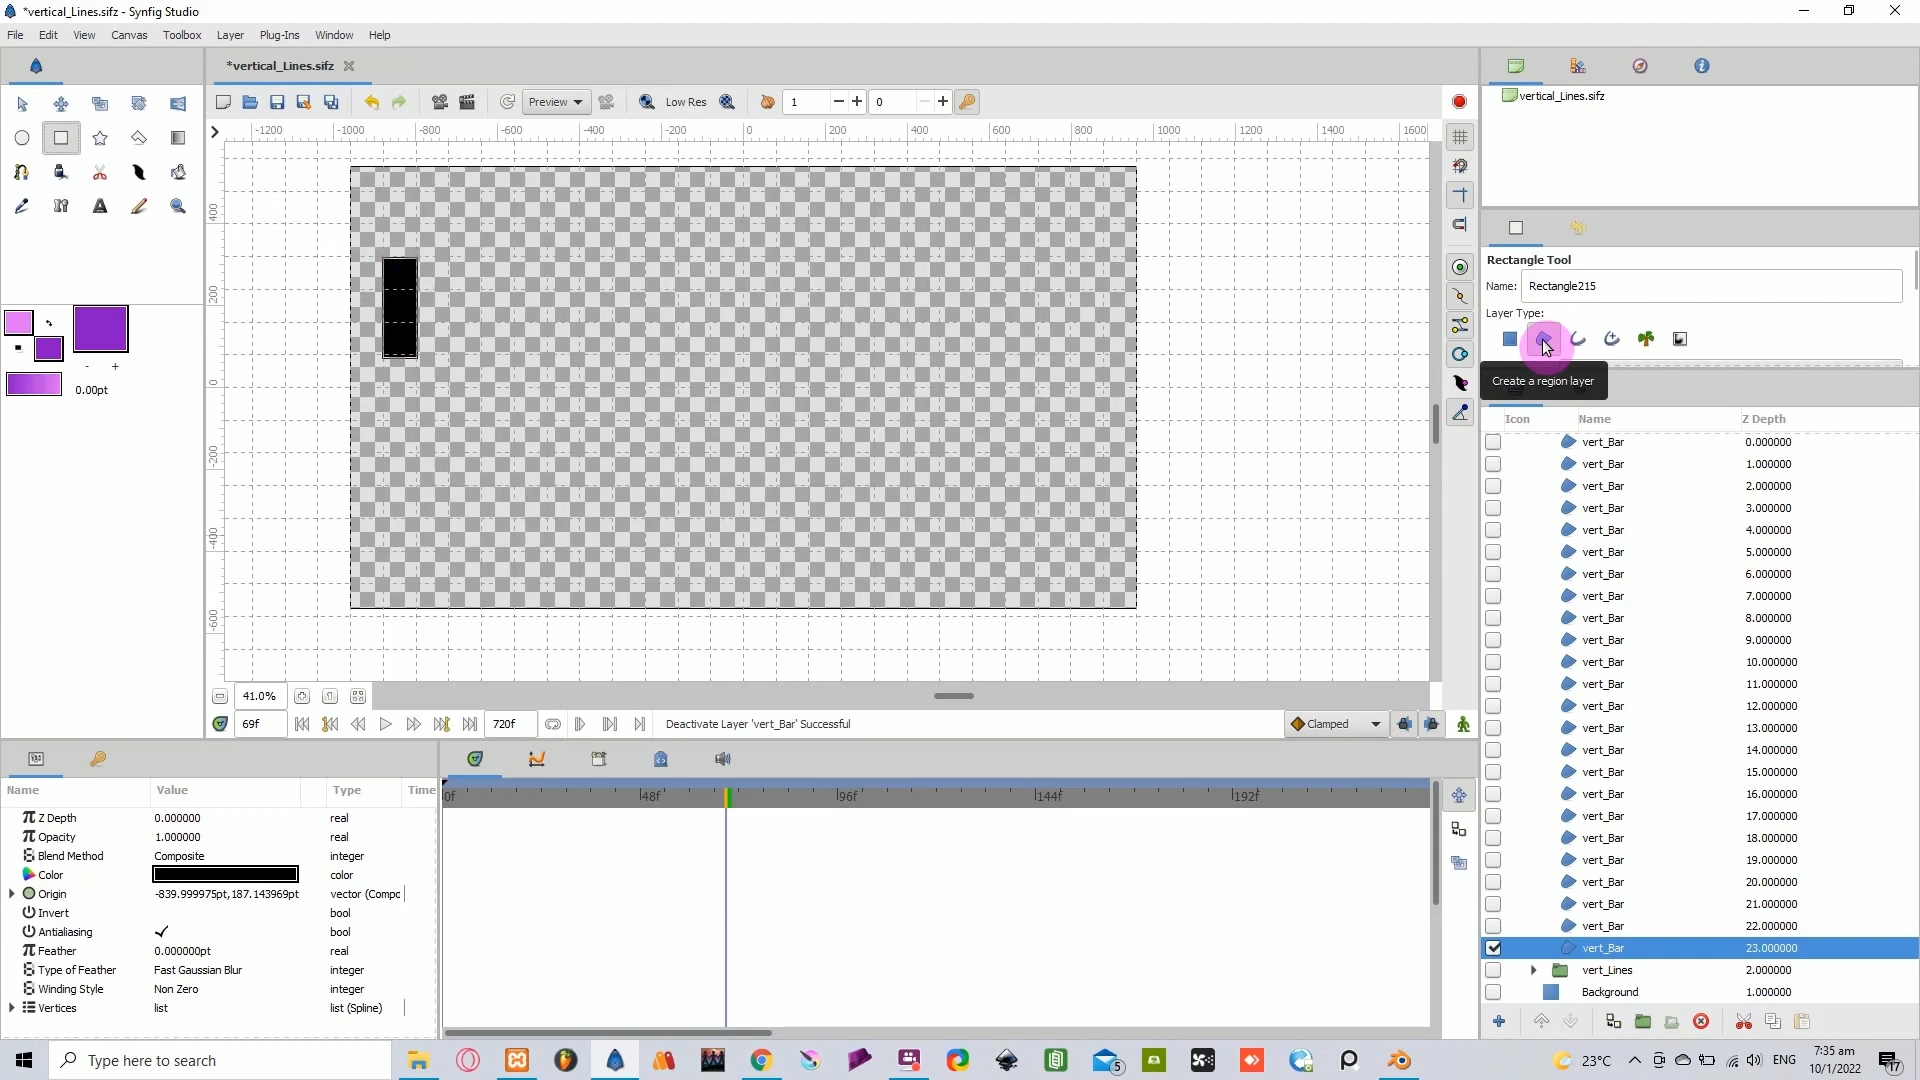 *vertical_Lines.sifz - Synfig Studio
File Edit View Canvas Toolbox Layer Plug-Ins Window Help
*vertical_Lines.sifz
Preview
Low Res
1
0
-1200 -1000 -800 -600 -400 -200 0 200 400 600 800 1000 1200 1400 1600
400
200
0
-200
-400
-600
0.00pt
- +
41.0%
69f
720f
Deactivate Layer 'vert_Bar' Successful
Clamped
vertical_Lines.sifz
Rectangle Tool
Name: Rectangle215
Layer Type:
Create a region layer
Icon Name Z Depth
vert_Bar 0.000000
vert_Bar 1.000000
vert_Bar 2.000000
vert_Bar 3.000000
vert_Bar 4.000000
vert_Bar 5.000000
vert_Bar 6.000000
vert_Bar 7.000000
vert_Bar 8.000000
vert_Bar 9.000000
vert_Bar 10.000000
vert_Bar 11.000000
vert_Bar 12.000000
vert_Bar 13.000000
vert_Bar 14.000000
vert_Bar 15.000000
vert_Bar 16.000000
vert_Bar 17.000000
vert_Bar 18.000000
vert_Bar 19.000000
vert_Bar 20.000000
vert_Bar 21.000000
vert_Bar 22.000000
vert_Bar 23.000000
vert_Lines 2.000000
Background 1.000000
Name Value Type Time
Z Depth 0.000000 real
Opacity 1.000000 real
Blend Method Composite integer
Color color
Origin -839.999975pt,187.143969pt vector (Compc
Invert bool
Antialiasing bool
Feather 0.000000pt real
Type of Feather Fast Gaussian Blur integer
Winding Style Non Zero integer
Vertices list list (Spline)
0f 48f 96f 144f 192f
Type here to search
5
23°C
ENG
7:35 am
10/1/2022
17